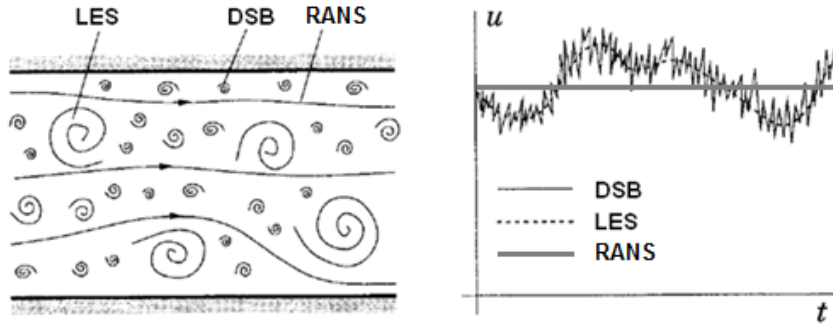 LES DSB RANS
u
DSB
LES
RANS
t